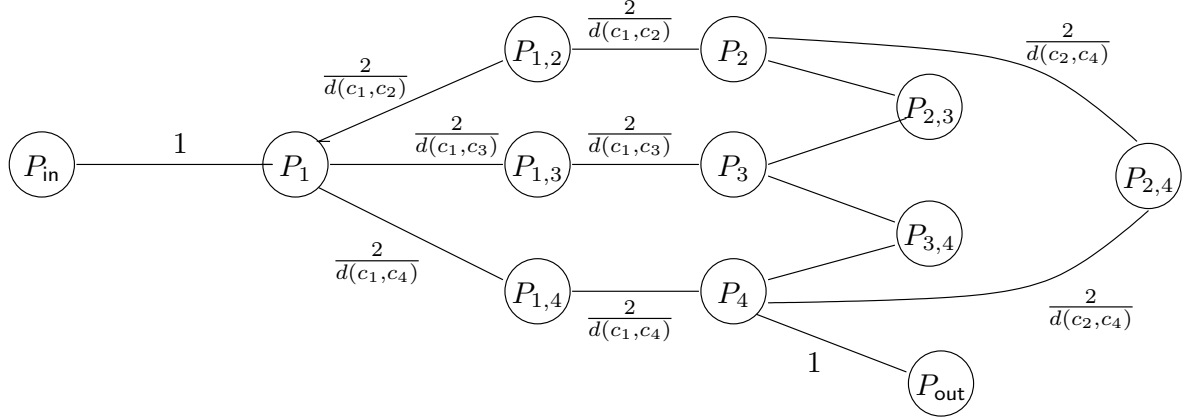 2/d(c₁,c₂)
P₁,₂
P₂
2/d(c₂,c₄)
2/d(c₁,c₂)
P₂,₃
1
2/d(c₁,c₃)
2/d(c₁,c₃)
P_in
P₁
P₁,₃
P₃
P₂,₄
P₃,₄
2/d(c₁,c₄)
P₁,₄
P₄
2/d(c₁,c₄)
2/d(c₂,c₄)
1
P_out